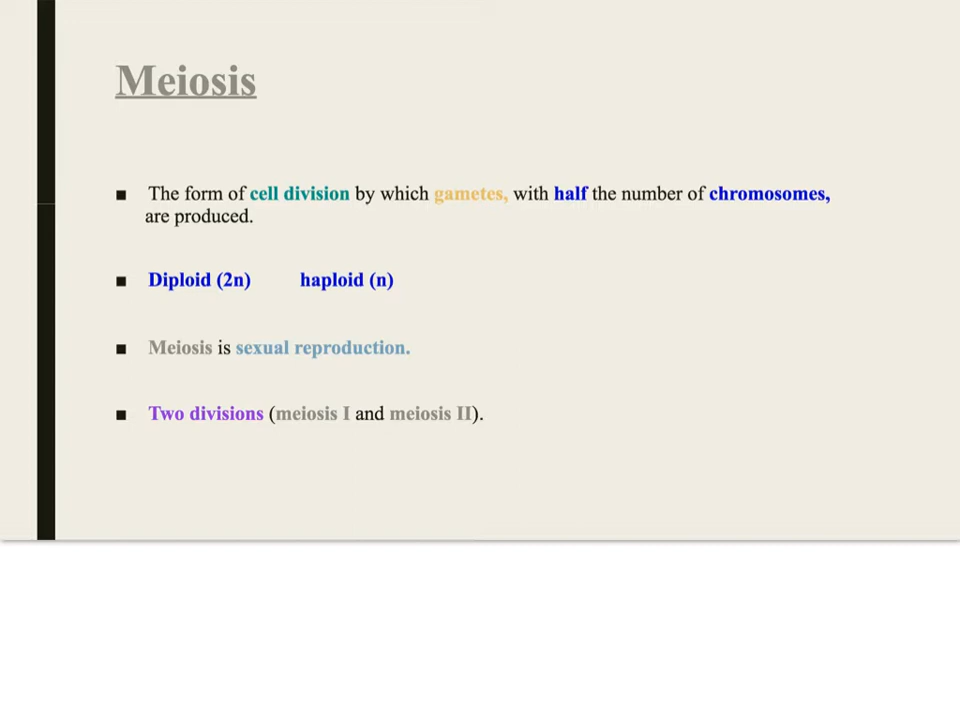 Meiosis
▪ The form of cell division by which gametes, with half the number of chromosomes,
are produced.
▪ Diploid (2n) haploid (n)
▪ Meiosis is sexual reproduction.
▪ Two divisions (meiosis I and meiosis II).